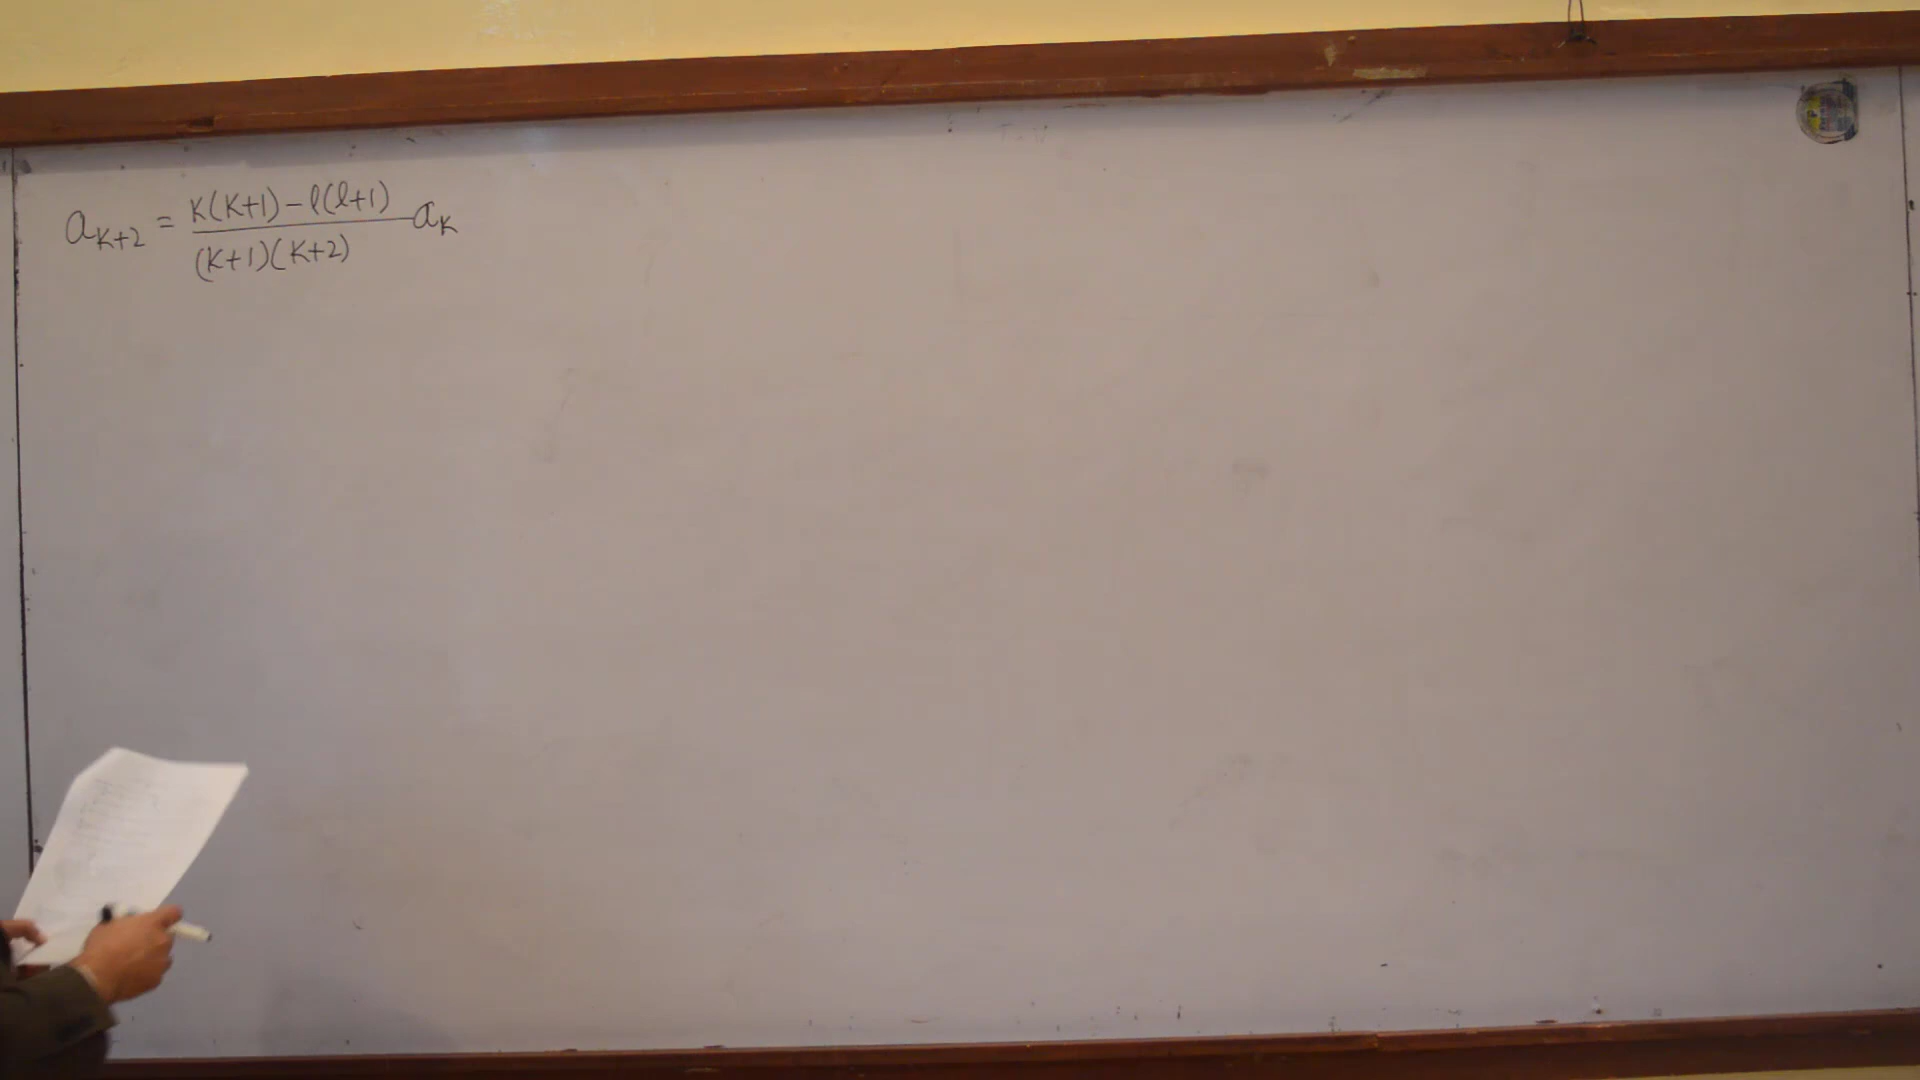 a_{K+2} = \frac{K(K+1) - l(l+1)}{(K+1)(K+2)} a_K